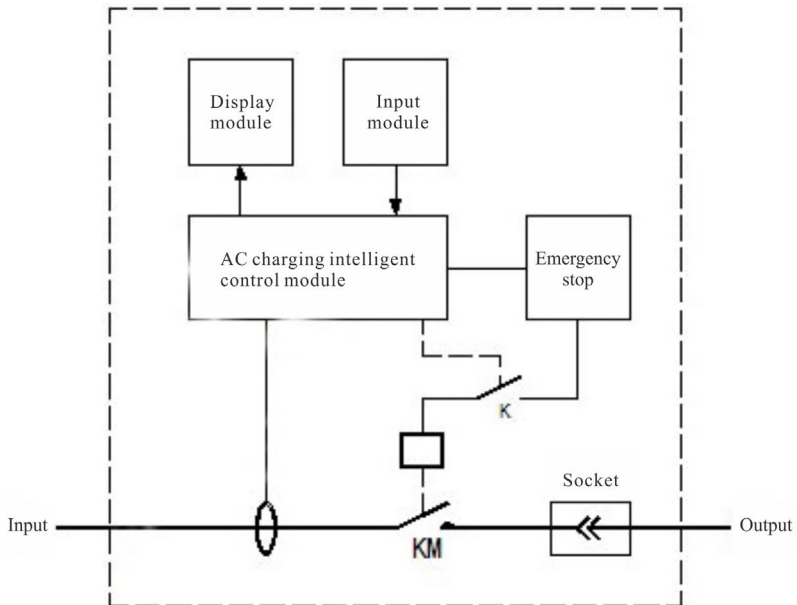 Display
module
Input
module
AC charging intelligent
control module
Emergency
stop
K
Socket
Input
KM
Output